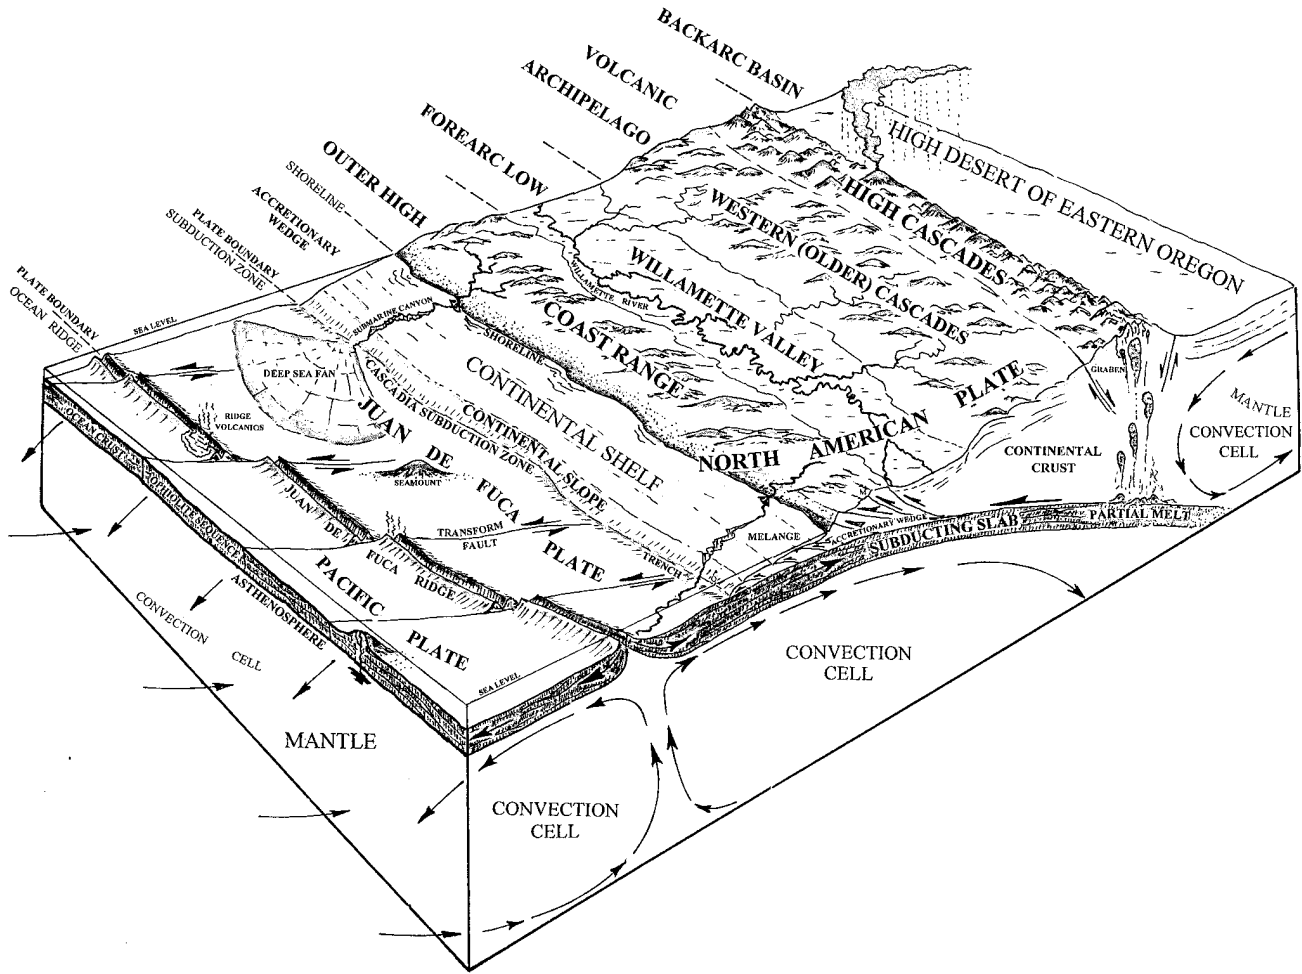 BACKARC BASIN
VOLCANIC
ARCHIPELAGO
FOREARC LOW
OUTER HIGH
SHORELINE
ACCRETIONARY
WEDGE
PLATE BOUNDARY
SUBDUCTION ZONE
PLATE BOUNDARY
OCEAN RIDGE
SEA LEVEL
HIGH DESERT OF EASTERN OREGON
HIGH CASCADES
WESTERN (OLDER) CASCADES
WILLAMETTE VALLEY
WILLAMETTE RIVER
COAST RANGE
SHORELINE
SUBMARINE CANYON
CONTINENTAL SHELF
CONTINENTAL SLOPE
CASCADIA SUBDUCTION ZONE
DEEP SEA FAN
RIDGE
VOLCANICS
JUAN DE FUCA PLATE
SEAMOUNT
TRANSFORM
FAULT
TRENCH
NORTH AMERICAN PLATE
GRABEN
CONTINENTAL
CRUST
MANTLE
CONVECTION
CELL
MELANGE
ACCRETIONARY WEDGE
SUBDUCTING SLAB
PARTIAL MELT
JUAN DE FUCA RIDGE
PACIFIC PLATE
SEA LEVEL
OCEAN CRUST
OPHIOLITE SEQUENCE
ASTHENOSPHERE
CONVECTION
CELL
MANTLE
CONVECTION
CELL
CONVECTION
CELL